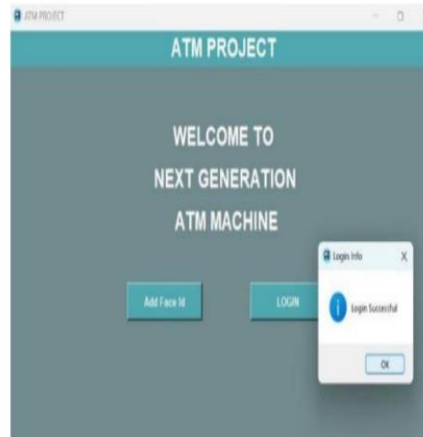 ATM PROJECT
ATM PROJECT
WELCOME TO
NEXT GENERATION
ATM MACHINE
Login Info X
Add Face Id
LOGIN
Login Successful
OK